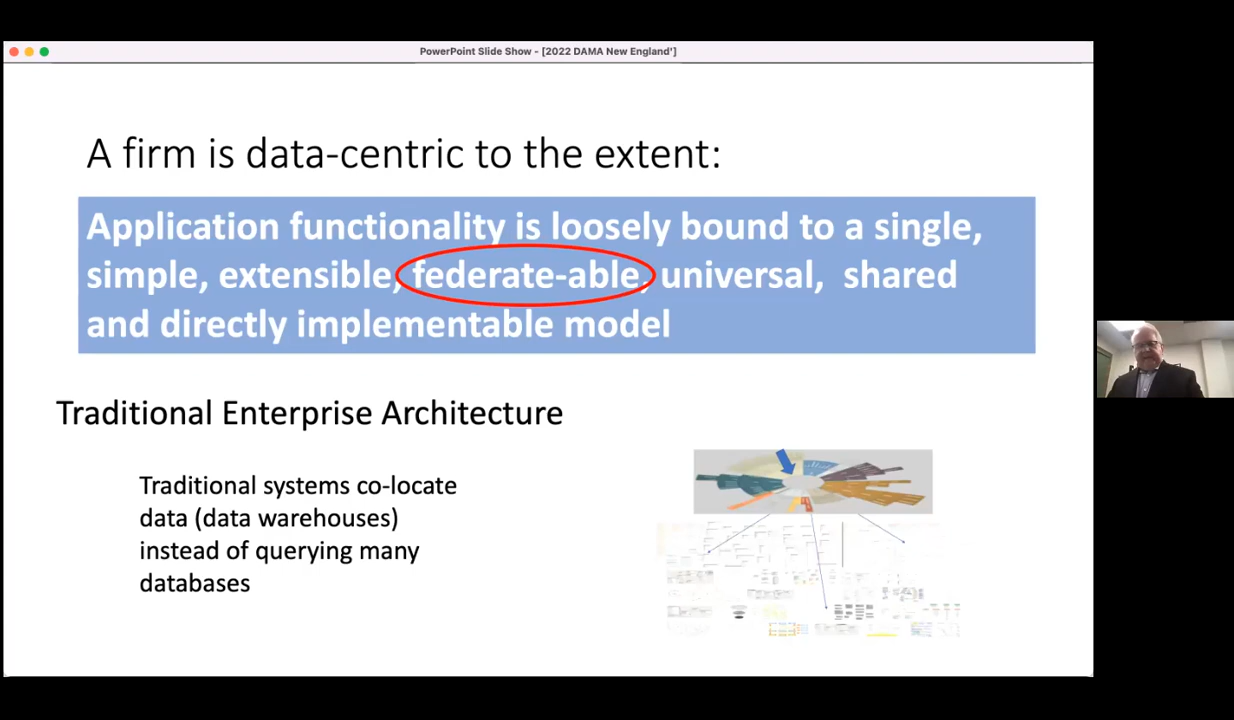 PowerPoint Slide Show - [2022 DAMA New England']
A firm is data-centric to the extent:
Application functionality is loosely bound to a single,
simple, extensible, federate-able, universal,  shared
and directly implementable model
Traditional Enterprise Architecture
Traditional systems co-locate
data (data warehouses)
instead of querying many
databases